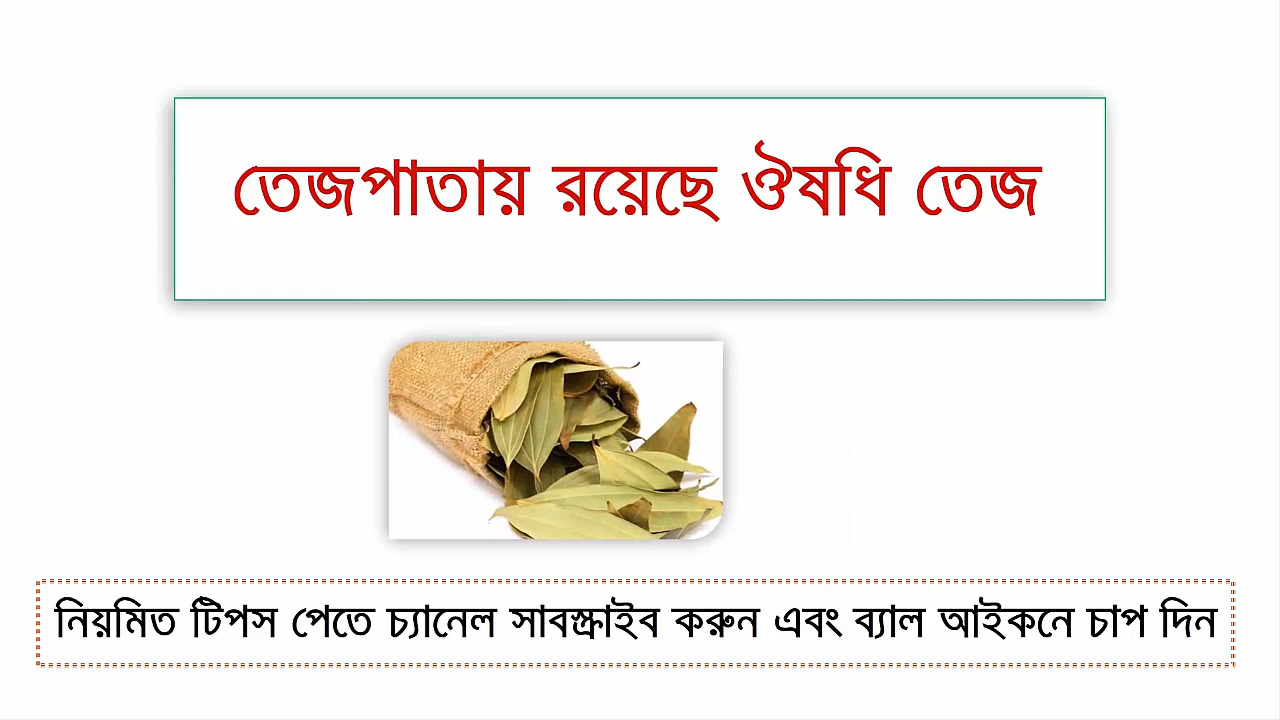 তেজপাতায় রয়েছে ঔষধি তেজ
নিয়মিত টিপস পেতে চ্যানেল সাবস্ক্রাইব করুন এবং ব্যাল আইকনে চাপ দিন